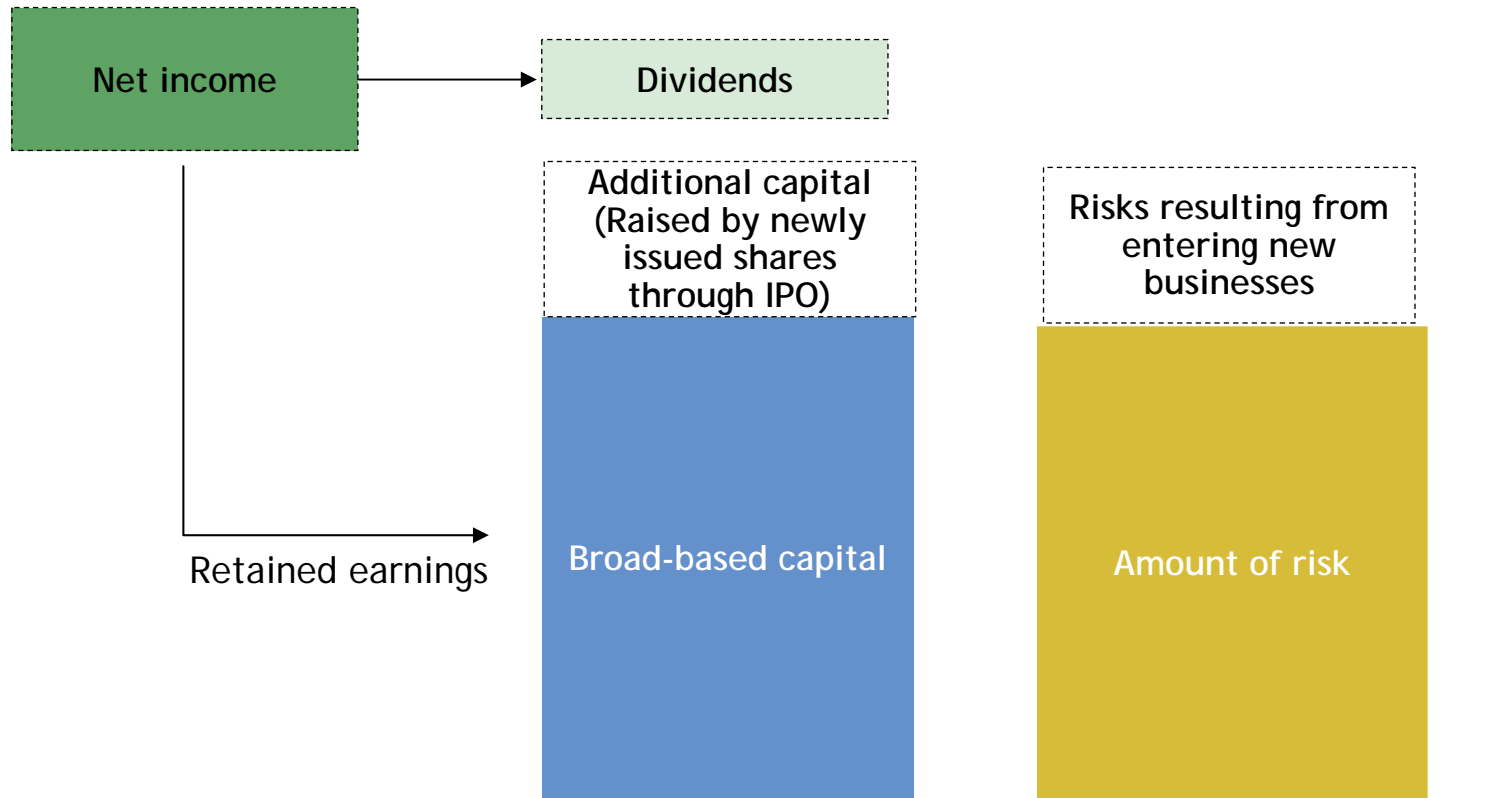 Net income
Dividends
Additional capital
(Raised by newly
issued shares
through IPO)
Risks resulting from
entering new
businesses
Retained earnings
Broad-based capital
Amount of risk